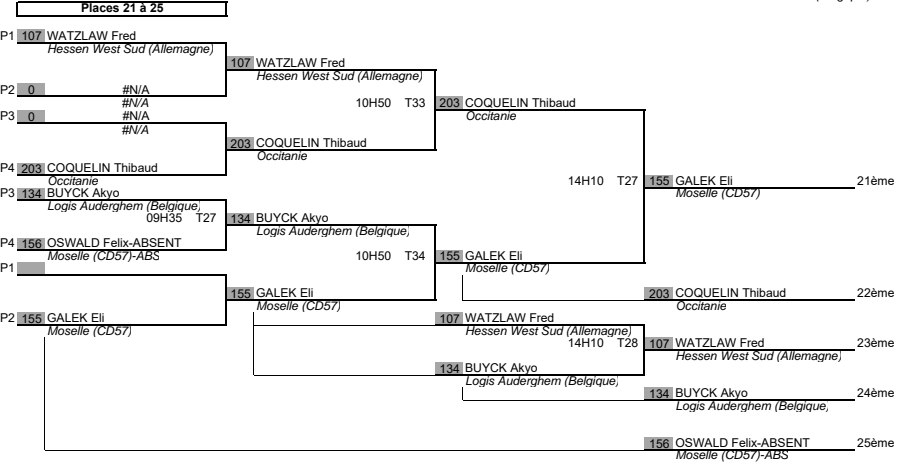 Places 21 à 25
P1 107 WATZLAW Fred
Hessen West Sud (Allemagne)
107 WATZLAW Fred
Hessen West Sud (Allemagne)
P2 0 #N/A
#N/A
10H50 T33 203 COQUELIN Thibaud
Occitanie
P3 0 #N/A
#N/A
203 COQUELIN Thibaud
Occitanie
P4 203 COQUELIN Thibaud
Occitanie
14H10 T27 155 GALEK Eli 21ème
Moselle (CD57)
P3 134 BUYCK Akyo
Logis Auderghem (Belgique)
09H35 T27 134 BUYCK Akyo
Logis Auderghem (Belgique)
P4 156 OSWALD Felix-ABSENT
Moselle (CD57)-ABS
10H50 T34 155 GALEK Eli
Moselle (CD57)
P1
155 GALEK Eli
Moselle (CD57)
203 COQUELIN Thibaud 22ème
Occitanie
P2 155 GALEK Eli
Moselle (CD57)
107 WATZLAW Fred
Hessen West Sud (Allemagne)
14H10 T28 107 WATZLAW Fred 23ème
Hessen West Sud (Allemagne)
134 BUYCK Akyo
Logis Auderghem (Belgique)
134 BUYCK Akyo 24ème
Logis Auderghem (Belgique)
156 OSWALD Felix-ABSENT 25ème
Moselle (CD57)-ABS